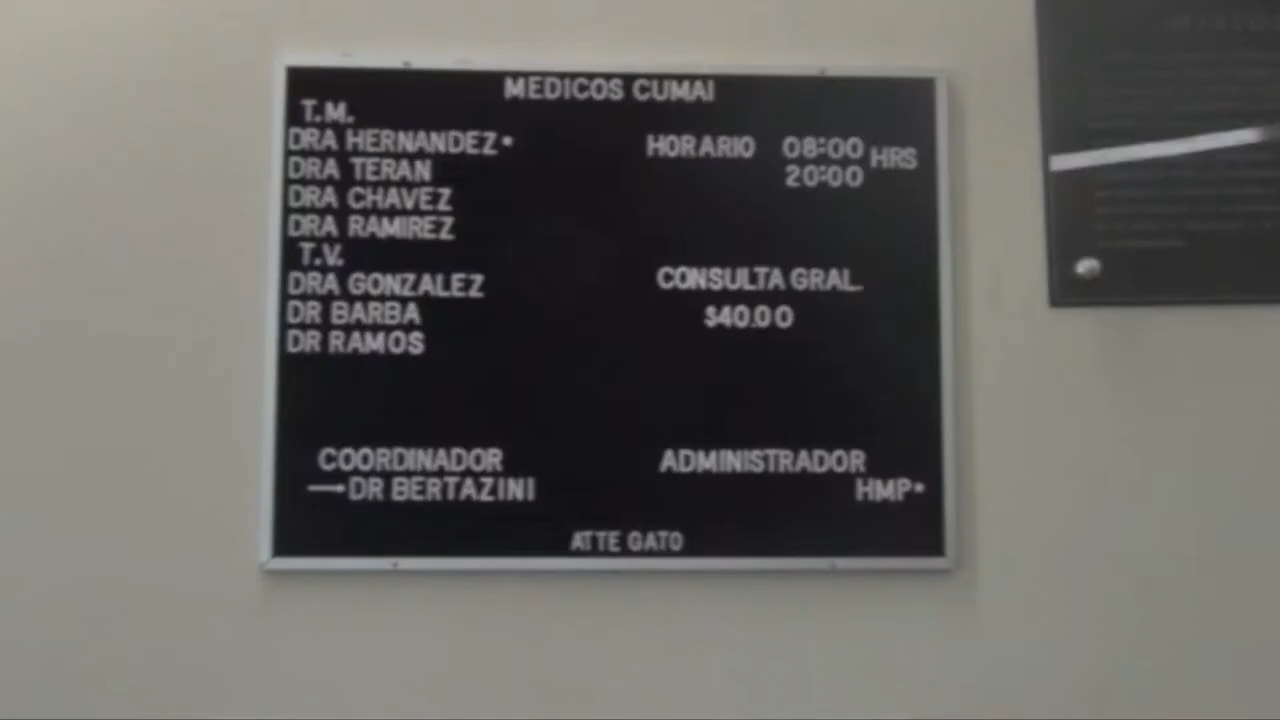 MEDICOS CUMAI
T.M.
DRA HERNANDEZ•
DRA TERAN
DRA CHAVEZ
DRA RAMIREZ
T.V.
DRA GONZALEZ
DR BARBA
DR RAMOS
HORARIO 08:00 HRS
20:00
CONSULTA GRAL.
$40.00
COORDINADOR
—DR BERTAZINI
ADMINISTRADOR
HMP•
ATTE GATO